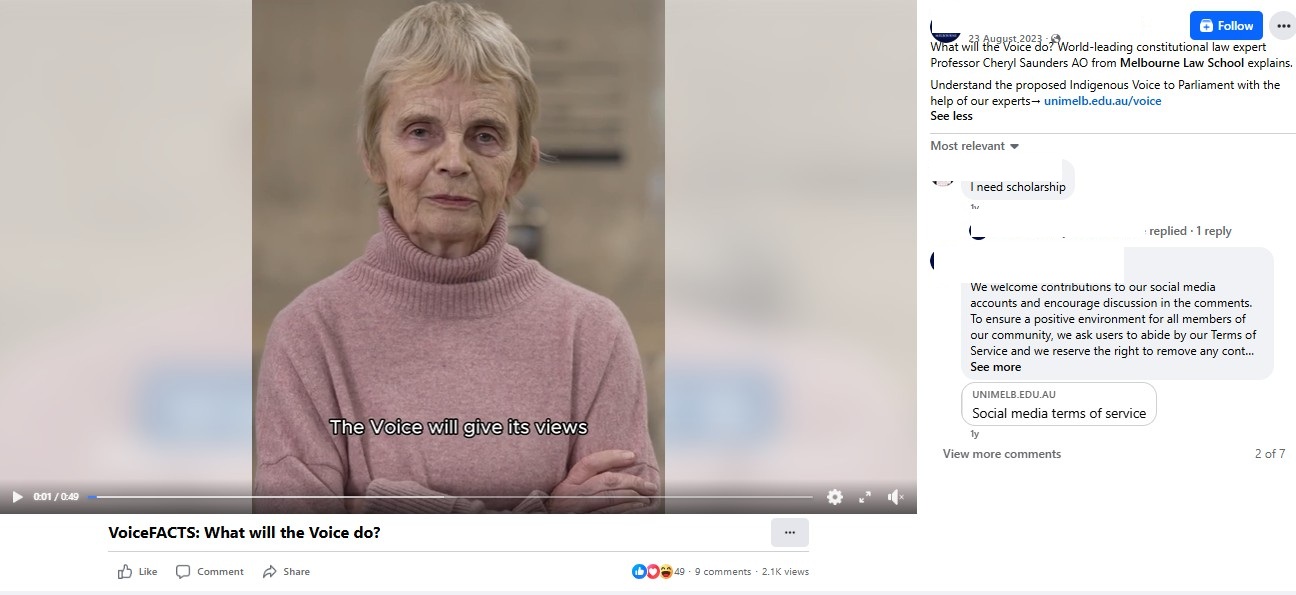 The Voice will give its views
0:01 / 0:49
VoiceFACTS: What will the Voice do?
Like
Comment
Share
49 · 9 comments · 2.1K views
Follow
23 August 2023 ·
What will the Voice do? World-leading constitutional law expert
Professor Cheryl Saunders AO from Melbourne Law School explains.
Understand the proposed Indigenous Voice to Parliament with the
help of our experts→ unimelb.edu.au/voice
See less
Most relevant
I need scholarship
1y
replied · 1 reply
We welcome contributions to our social media
accounts and encourage discussion in the comments.
To ensure a positive environment for all members of
our community, we ask users to abide by our Terms of
Service and we reserve the right to remove any cont...
See more
UNIMELB.EDU.AU
Social media terms of service
1y
View more comments
2 of 7